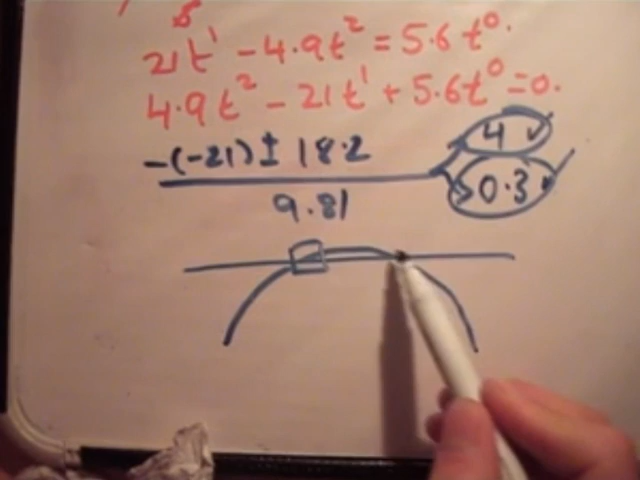 21t¹ - 4.9t² = 5.6t⁰.
4.9t² - 21t¹ + 5.6t⁰ = 0.
-(-21) ± 18.2
9.81
4 ✓
0.3 ✓